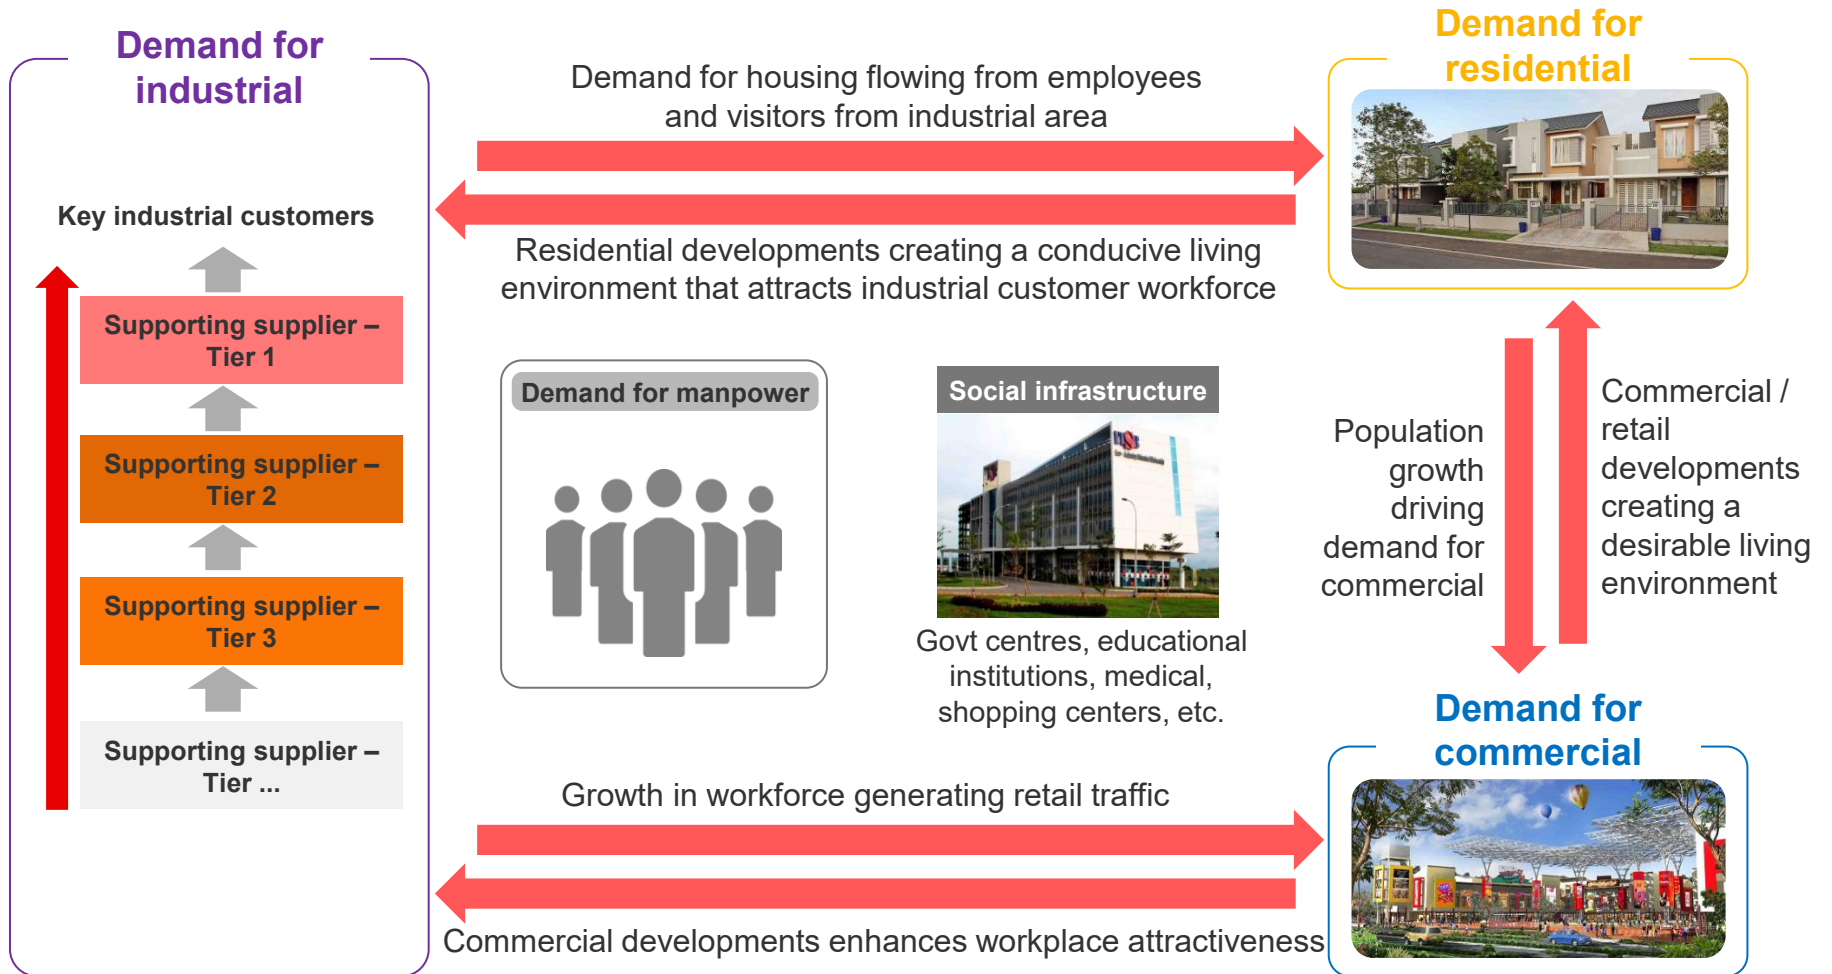 Demand for
industrial
Key industrial customers
Supporting supplier –
Tier 1
Supporting supplier –
Tier 2
Supporting supplier –
Tier 3
Supporting supplier –
Tier ...
Demand for housing flowing from employees
and visitors from industrial area
Residential developments creating a conducive living
environment that attracts industrial customer workforce
Demand for manpower
Social infrastructure
Govt centres, educational
institutions, medical,
shopping centers, etc.
Growth in workforce generating retail traffic
Commercial developments enhances workplace attractiveness
Demand for
residential
Population
growth
driving
demand for
commercial
Commercial /
retail
developments
creating a
desirable living
environment
Demand for
commercial